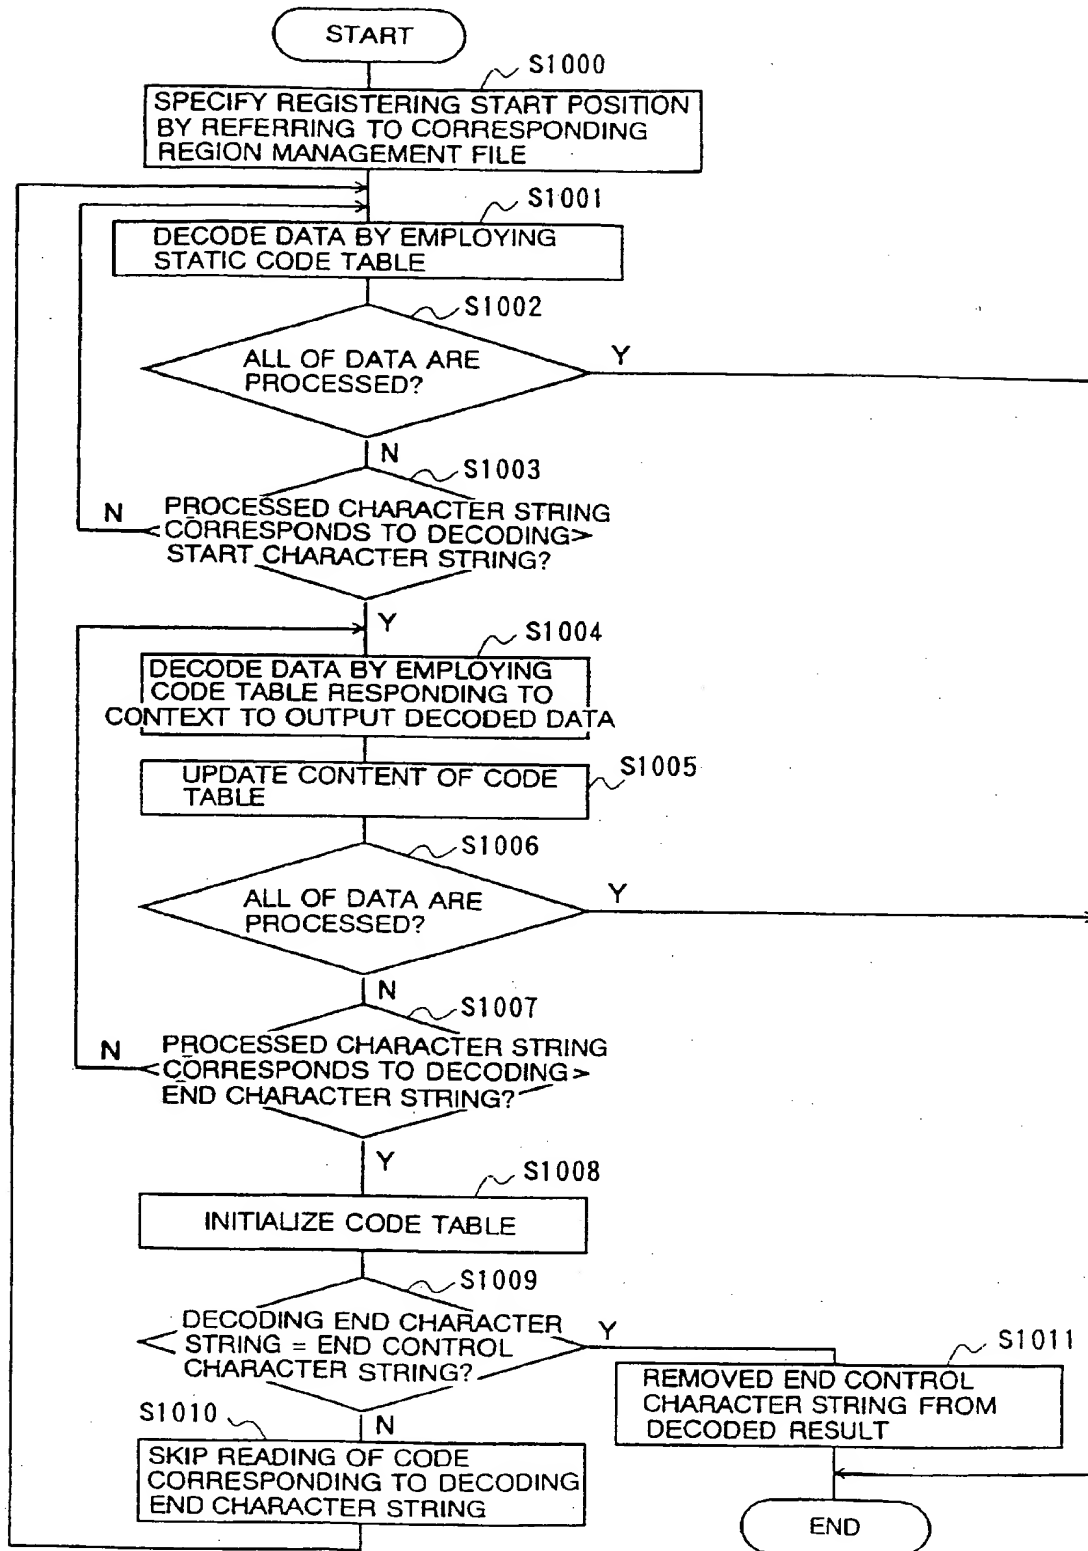 START
S1000
SPECIFY REGISTERING START POSITION
BY REFERRING TO CORRESPONDING
REGION MANAGEMENT FILE
S1001
DECODE DATA BY EMPLOYING
STATIC CODE TABLE
S1002
ALL OF DATA ARE
PROCESSED?
Y
N
S1003
PROCESSED CHARACTER STRING
CORRESPONDS TO DECODING
START CHARACTER STRING?
N
Y
S1004
DECODE DATA BY EMPLOYING
CODE TABLE RESPONDING TO
CONTEXT TO OUTPUT DECODED DATA
S1005
UPDATE CONTENT OF CODE
TABLE
S1006
ALL OF DATA ARE
PROCESSED?
Y
N
S1007
PROCESSED CHARACTER STRING
CORRESPONDS TO DECODING
END CHARACTER STRING?
N
Y
S1008
INITIALIZE CODE TABLE
S1009
DECODING END CHARACTER
STRING = END CONTROL
CHARACTER STRING?
Y
N
S1011
REMOVED END CONTROL
CHARACTER STRING FROM
DECODED RESULT
S1010
SKIP READING OF CODE
CORRESPONDING TO DECODING
END CHARACTER STRING
END